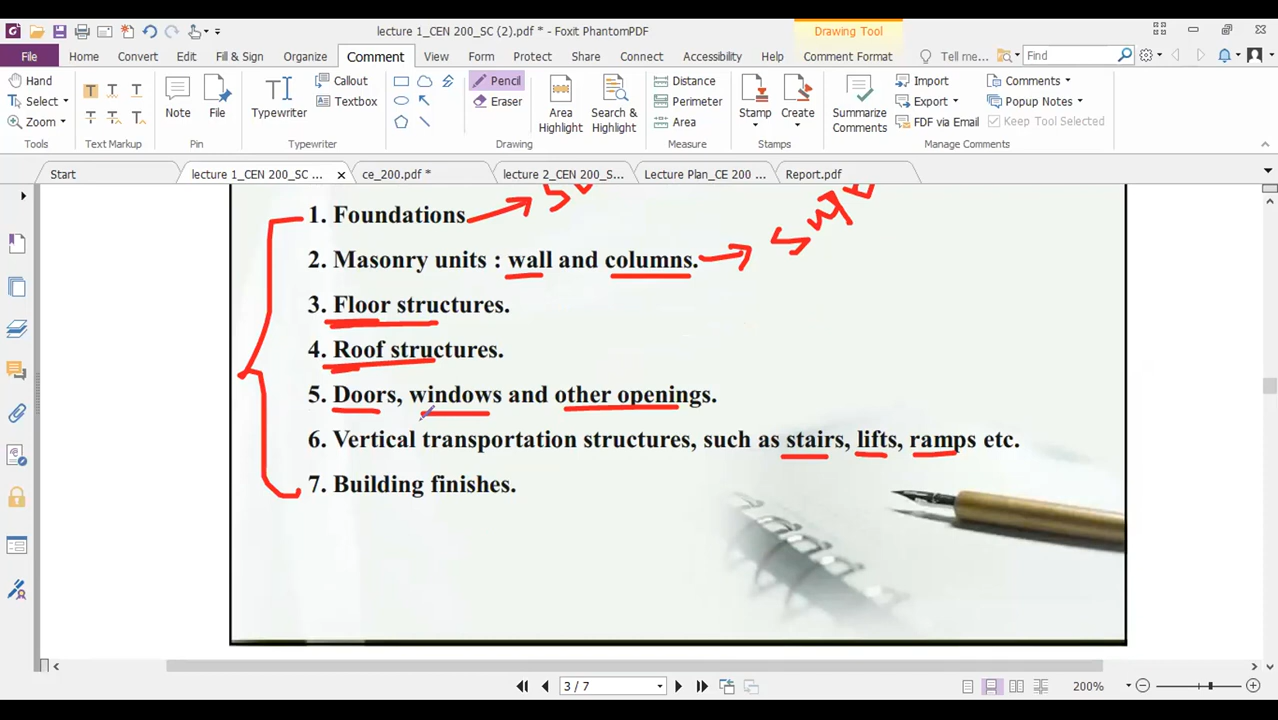 lecture 1_CEN 200_SC (2).pdf * - Foxit PhantomPDF
Drawing Tool
File Home Edit Fill & Sign Organize Comment View Form Protect Share Connect Accessibility Help Comment Format Tell me... Find
Hand Select Zoom
Tools
T T T T T T
Text Markup
Note File
Pin
Typewriter Callout Textbox
Typewriter
Pencil Eraser Area Highlight Search & Highlight
Drawing
Distance Perimeter Area
Measure
Stamp Create
Stamps
Summarize Comments Import Export FDF via Email Comments Popup Notes Keep Tool Selected
Manage Comments
Start lecture 1_CEN 200_SC ... ce_200.pdf * lecture 2_CEN 200_S... Lecture Plan_CE 200 ... Report.pdf
1. Foundations
2. Masonry units : wall and columns.
3. Floor structures.
4. Roof structures.
5. Doors, windows and other openings.
6. Vertical transportation structures, such as stairs, lifts, ramps etc.
7. Building finishes.
3 / 7 200%